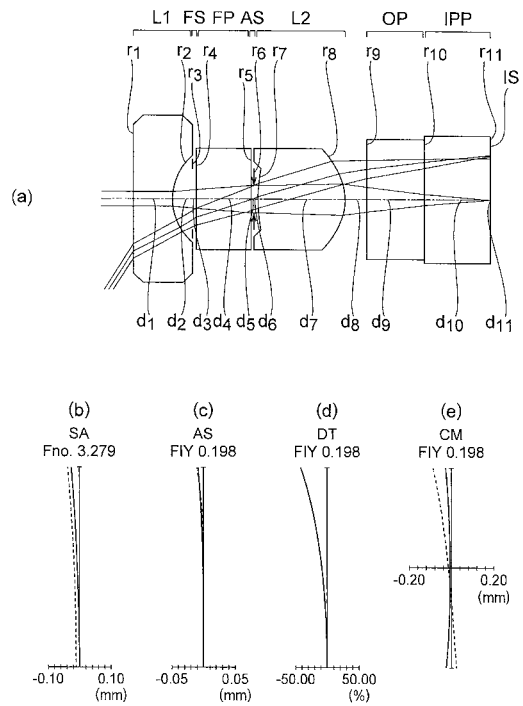 L1 FS FP AS L2 OP IPP
r1 r2 r4 r6 r8 r9 r10 r11
r3 r5 r7 IS
(a)
d1 d2 d3 d4 d5 d6 d7 d8 d9 d10 d11
(b) (c) (d) (e)
SA AS DT CM
Fno. 3.279 FIY 0.198 FIY 0.198 FIY 0.198
-0.20 0.20
(mm)
-0.10 0.10 -0.05 0.05 -50.00 50.00
(mm) (mm) (%)